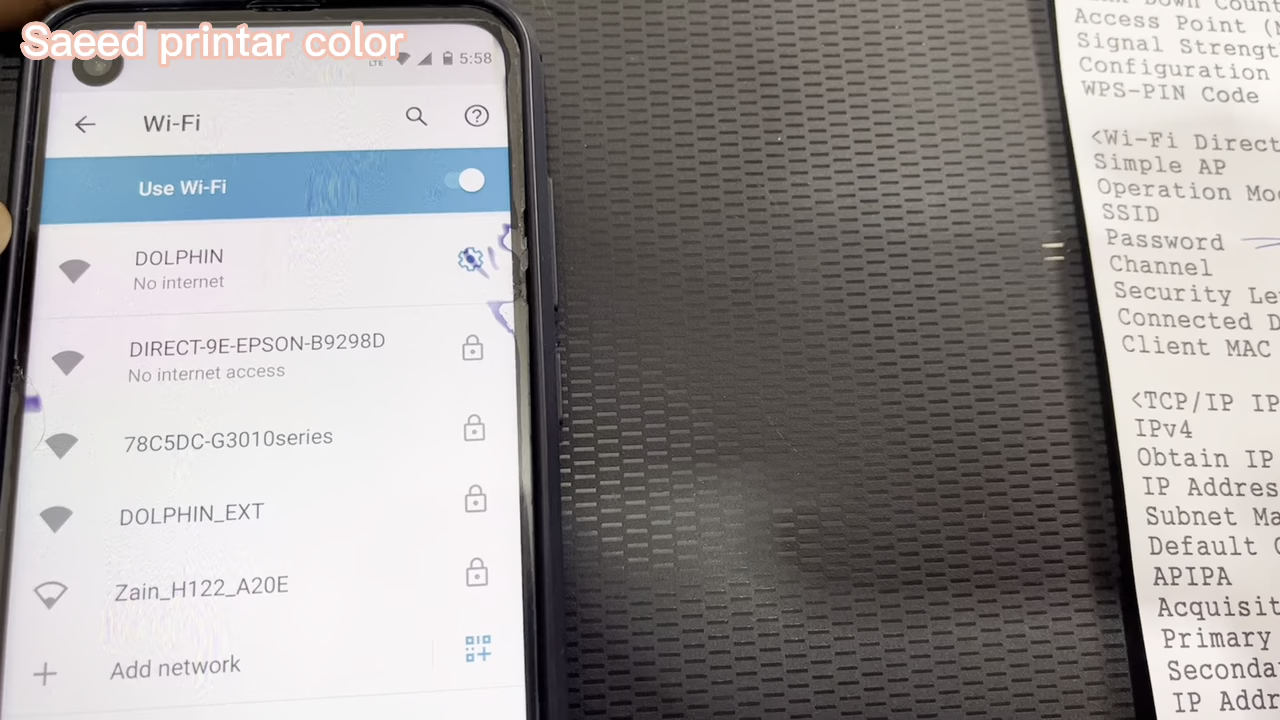 Saeed printar color
LTE 5:58
Wi-Fi
Use Wi-Fi
DOLPHIN
No internet
DIRECT-9E-EPSON-B9298D
No internet access
78C5DC-G3010series
DOLPHIN_EXT
Zain_H122_A20E
Add network
Down Count
Access Point (
Signal Strengt
Configuration
WPS-PIN Code
<Wi-Fi Direct
Simple AP
Operation Mo
SSID
Password
Channel
Security Le
Connected D
Client MAC
<TCP/IP IP
IPv4
Obtain IP
IP Addres
Subnet Ma
Default
APIPA
Acquisit
Primary
Seconda
IP Addr